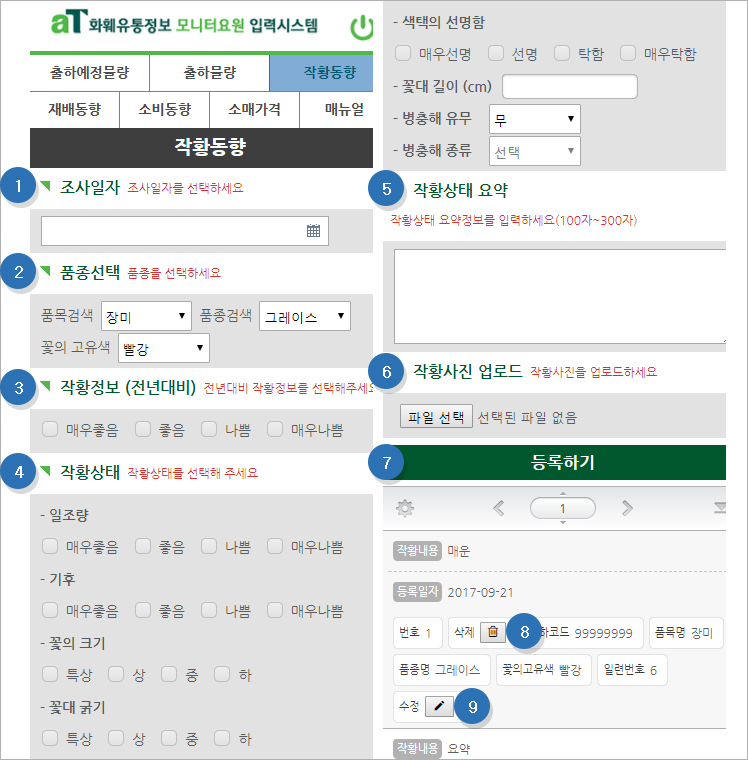 aT 화훼유통정보 모니터요원 입력시스템
출하예정물량 출하물량 작황동향
재배동향 소비동향 소매가격 매뉴얼
작황동향
1 조사일자 조사일자를 선택하세요
2 품종선택 품종을 선택하세요
품목검색 장미 품종검색 그레이스
꽃의 고유색 빨강
3 작황정보 (전년대비) 전년대비 작황정보를 선택해주세요
매우좋음 좋음 나쁨 매우나쁨
4 작황상태 작황상태를 선택해 주세요
- 일조량
매우좋음 좋음 나쁨 매우나쁨
- 기후
매우좋음 좋음 나쁨 매우나쁨
- 꽃의 크기
특상 상 중 하
- 꽃대 굵기
특상 상 중 하
- 색택의 선명함
매우선명 선명 탁함 매우탁함
- 꽃대 길이 (cm)
- 병충해 유무 무
- 병충해 종류 선택
5 작황상태 요약
작황상태 요약정보를 입력하세요(100자~300자)
6 작황사진 업로드 작황사진을 업로드하세요
파일 선택 선택된 파일 없음
7 등록하기
1
작황내용 매운
등록일자 2017-09-21
번호 1 삭제 8 하코드 99999999 품목명 장미
품종명 그레이스 꽃의고유색 빨강 일련번호 6
수정 9
작황내용 요약